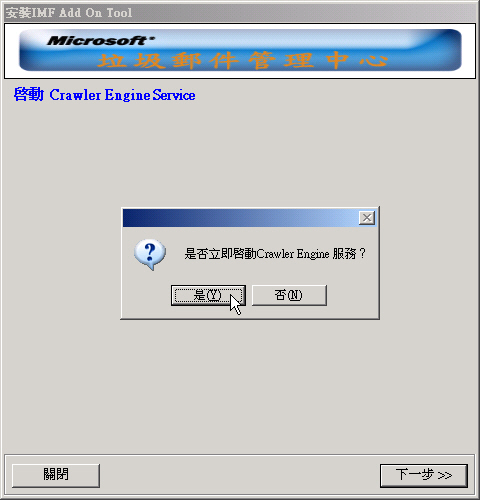 安裝IMF Add On Tool
Microsoft
垃圾郵件管理中心
啓動 Crawler Engine Service
是否立即啓動Crawler Engine 服務？
是(Y)
否(N)
關閉
下一步 >>